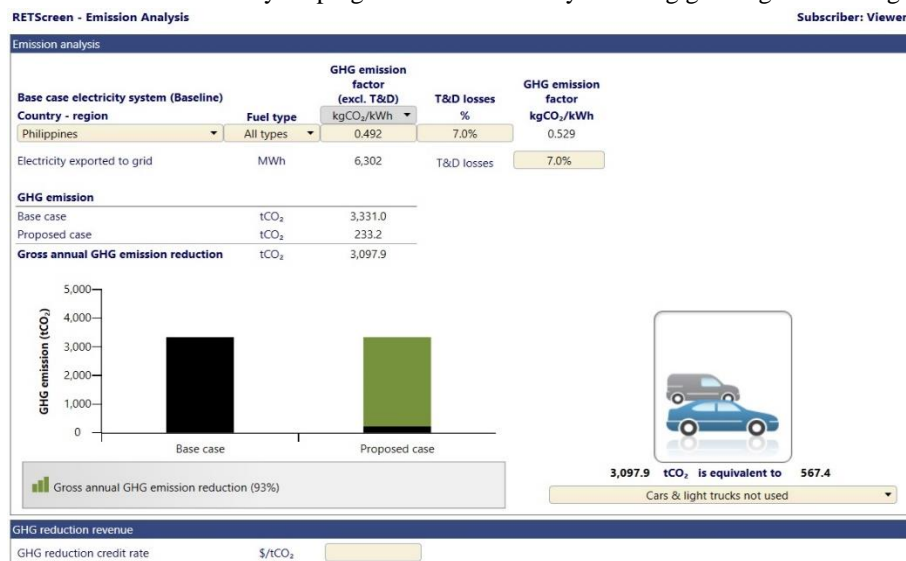 RETScreen - Emission Analysis Subscriber: Viewer
Emission analysis
GHG emission
factor
(excl. T&D)
T&D losses
GHG emission
factor
Base case electricity system (Baseline)
Country - region Fuel type kgCO₂/kWh % kgCO₂/kWh
Philippines All types 0.492 7.0% 0.529
Electricity exported to grid MWh 6,302 T&D losses 7.0%
GHG emission
Base case tCO₂ 3,331.0
Proposed case tCO₂ 233.2
Gross annual GHG emission reduction tCO₂ 3,097.9
GHG emission (tCO₂)
5,000
4,000
3,000
2,000
1,000
0
Base case Proposed case
Gross annual GHG emission reduction (93%)
3,097.9 tCO₂ is equivalent to 567.4
Cars & light trucks not used
GHG reduction revenue
GHG reduction credit rate $/tCO₂